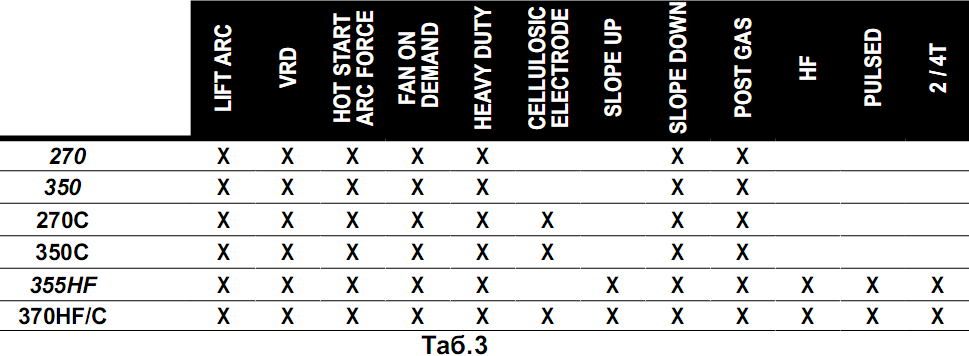 LIFT ARC
VRD
HOT START
ARC FORCE
FAN ON
DEMAND
HEAVY DUTY
CELLULOSIC
ELECTRODE
SLOPE UP
SLOPE DOWN
POST GAS
HF
PULSED
2 / 4T
270 X X X X X X X
350 X X X X X X X
270C X X X X X X X X
350C X X X X X X X X
355HF X X X X X X X X X X X
370HF/C X X X X X X X X X X X X
Таб.3